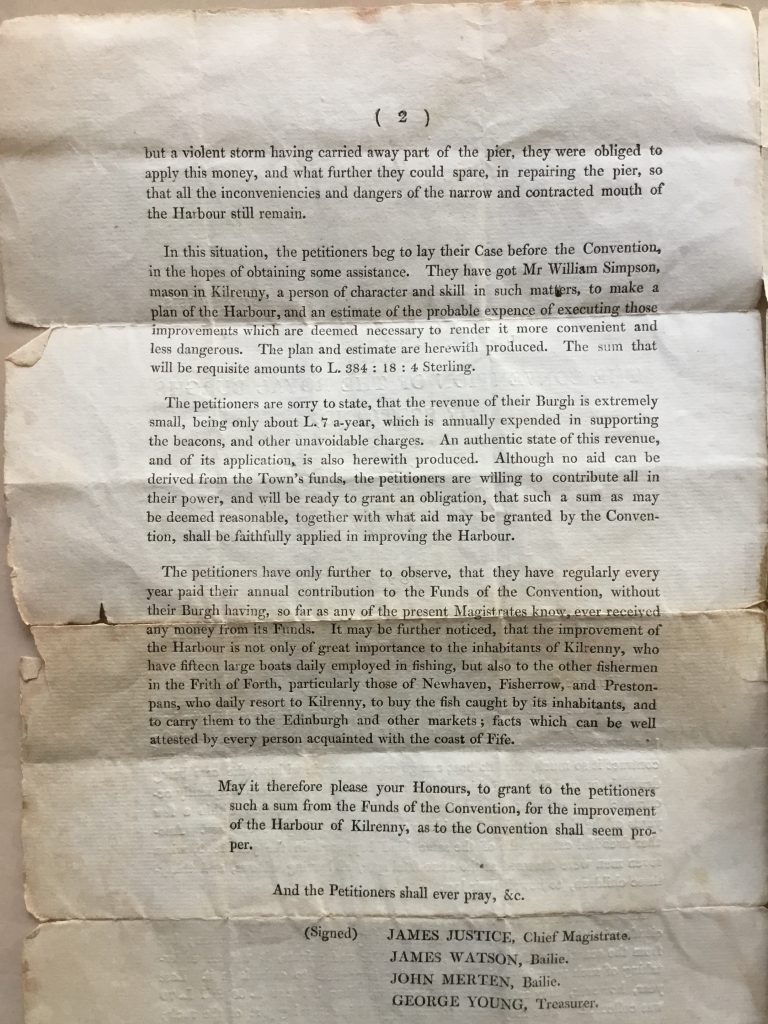 ( 2 )
but a violent storm having carried away part of the pier, they were obliged to
apply this money, and what further they could spare, in repairing the pier, so
that all the inconveniencies and dangers of the narrow and contracted mouth of
the Harbour still remain.
In this situation, the petitioners beg to lay their Case before the Convention,
in the hopes of obtaining some assistance. They have got Mr William Simpson,
mason in Kilrenny, a person of character and skill in such matters, to make a
plan of the Harbour, and an estimate of the probable expence of executing those
improvements which are deemed necessary to render it more convenient and
less dangerous. The plan and estimate are herewith produced. The sum that
will be requisite amounts to L. 384 : 18 : 4 Sterling.
The petitioners are sorry to state, that the revenue of their Burgh is extremely
small, being only about L. 7 a-year, which is annually expended in supporting
the beacons, and other unavoidable charges. An authentic state of this revenue,
and of its application, is also herewith produced. Although no aid can be
derived from the Town's funds, the petitioners are willing to contribute all in
their power, and will be ready to grant an obligation, that such a sum as may
be deemed reasonable, together with what aid may be granted by the Conven-
tion, shall be faithfully applied in improving the Harbour.
The petitioners have only further to observe, that they have regularly every
year paid their annual contribution to the Funds of the Convention, without
their Burgh having, so far as any of the present Magistrates know, ever received
any money from its Funds. It may be further noticed, that the improvement of
the Harbour is not only of great importance to the inhabitants of Kilrenny, who
have fifteen large boats daily employed in fishing, but also to the other fishermen
in the Frith of Forth, particularly those of Newhaven, Fisherrow, and Preston-
pans, who daily resort to Kilrenny, to buy the fish caught by its inhabitants, and
to carry them to the Edinburgh and other markets ; facts which can be well
attested by every person acquainted with the coast of Fife.
May it therefore please your Honours, to grant to the petitioners
such a sum from the Funds of the Convention, for the improvement
of the Harbour of Kilrenny, as to the Convention shall seem pro-
per.
And the Petitioners shall ever pray, &c.
(Signed) JAMES JUSTICE, Chief Magistrate.
JAMES WATSON, Bailie.
JOHN MERTEN, Bailie.
GEORGE YOUNG, Treasurer.